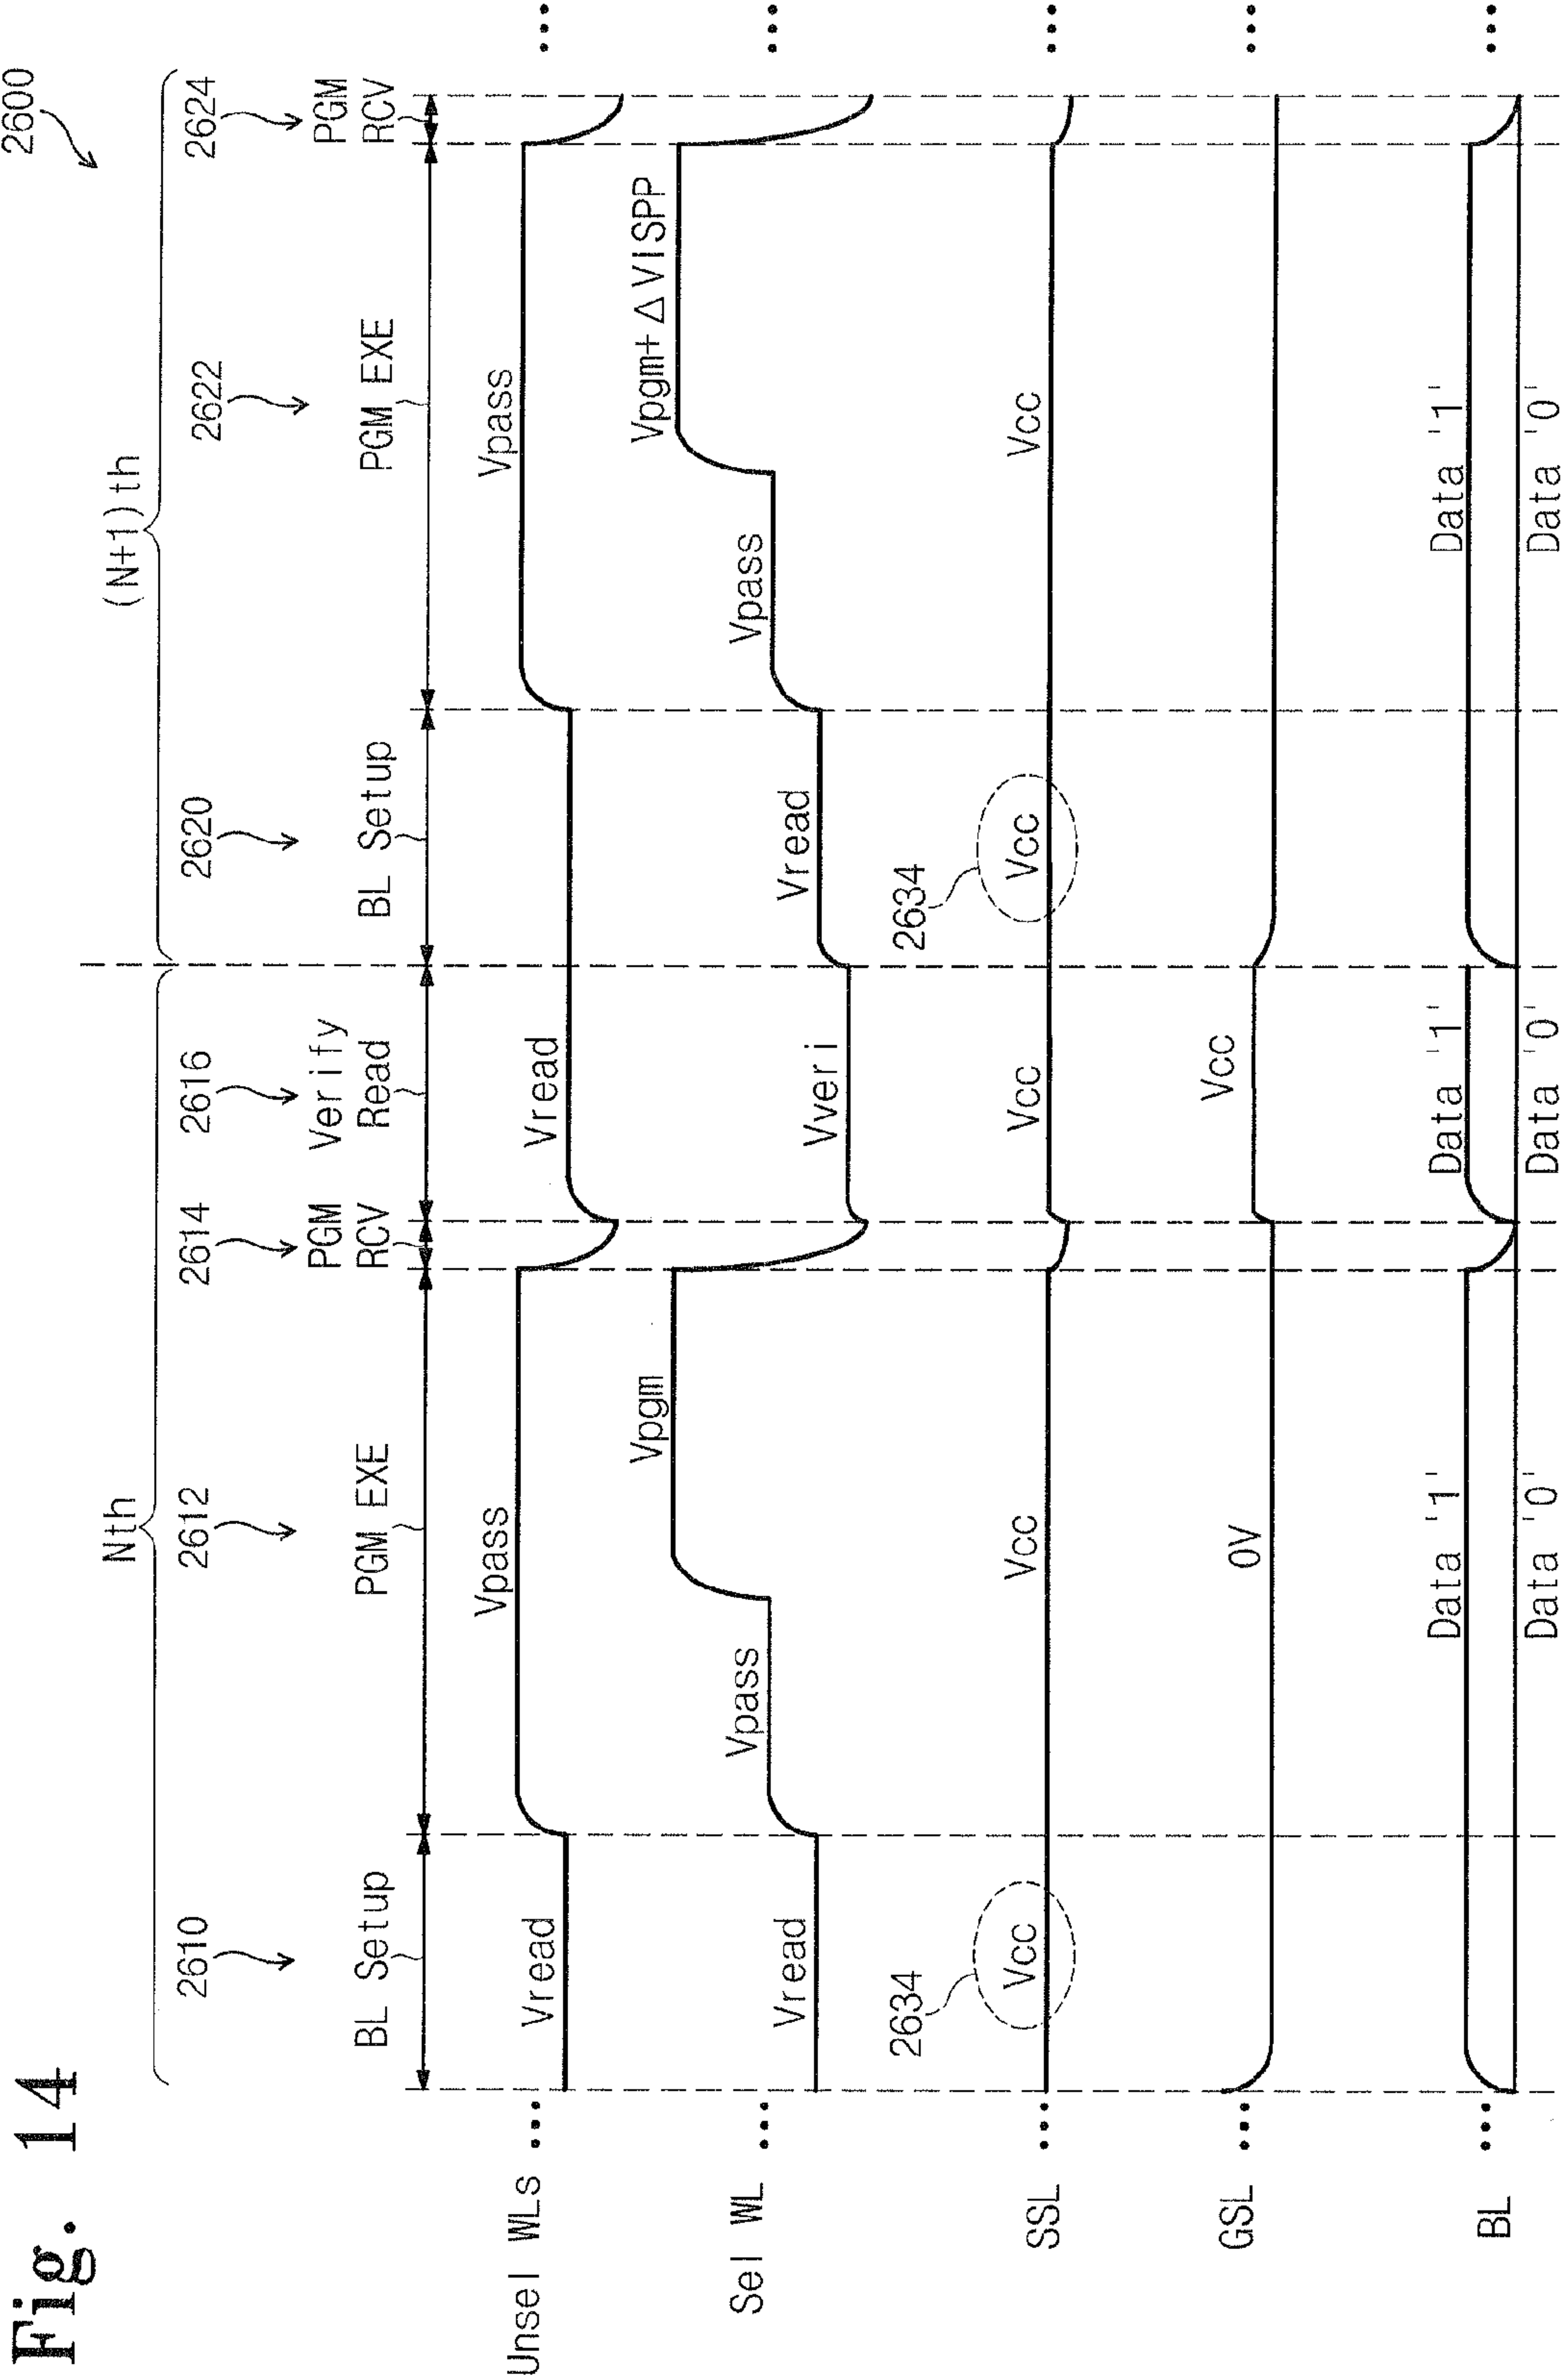 Fig. 14
2600
Nth
(N+1)th
2610
2612
2614
2616
2620
2622
2624
BL Setup
PGM EXE
PGM
RCV
Verify
Read
BL Setup
PGM EXE
PGM
RCV
Unsel WLs
Vread
Vpass
Vread
Vpass
Sel WL
Vread
Vpass
Vpgm
Vveri
Vread
Vpass
Vpgm+ΔVISPP
SSL
2634
Vcc
Vcc
Vcc
2634
Vcc
Vcc
GSL
0V
Vcc
BL
Data '1'
Data '0'
Data '1'
Data '0'
Data '1'
Data '0'